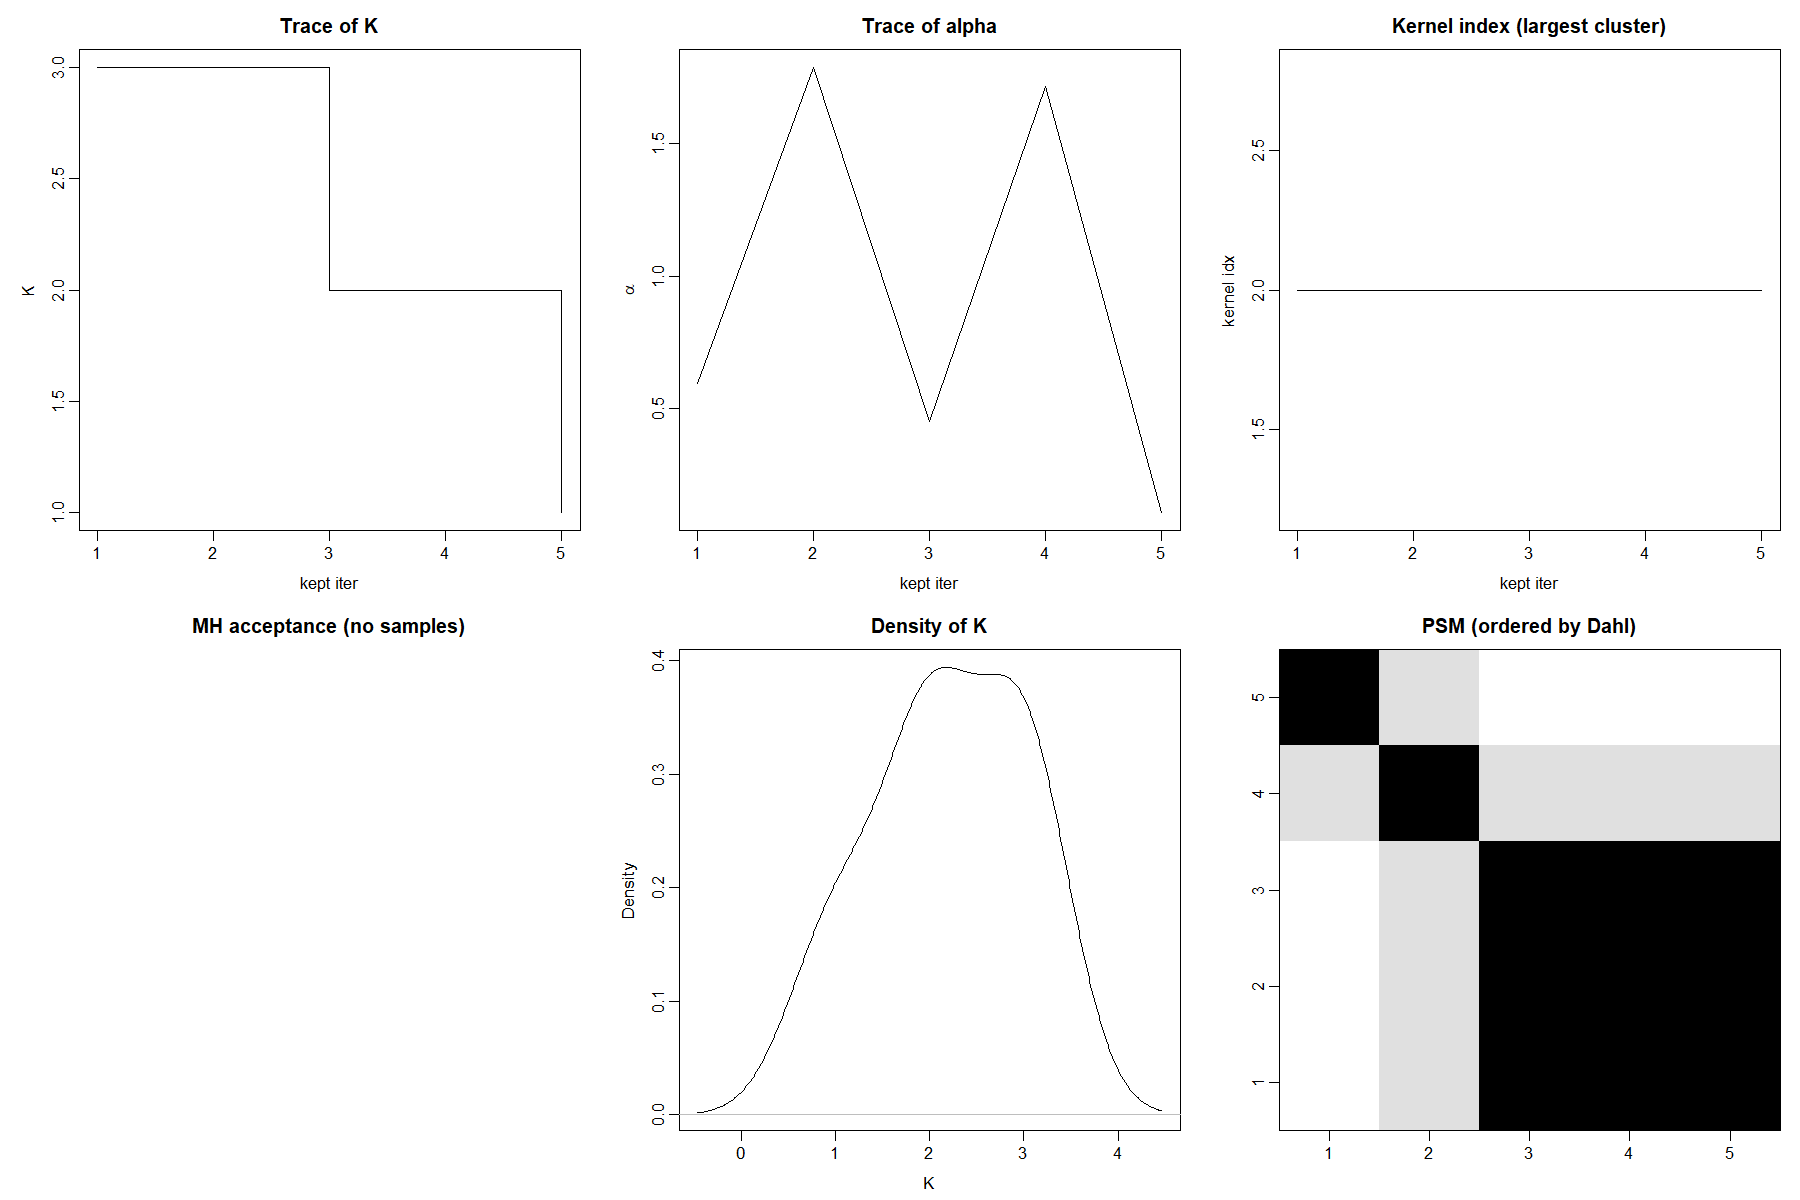 Trace of K
K
3.0
2.5
2.0
1.5
1.0
1 2 3 4 5
kept iter
Trace of alpha
α
1.5
1.0
0.5
1 2 3 4 5
kept iter
Kernel index (largest cluster)
kernel idx
2.5
2.0
1.5
1 2 3 4 5
kept iter
MH acceptance (no samples)
Density of K
Density
0.4
0.3
0.2
0.1
0.0
0 1 2 3 4
K
PSM (ordered by Dahl)
5
4
3
2
1
1 2 3 4 5